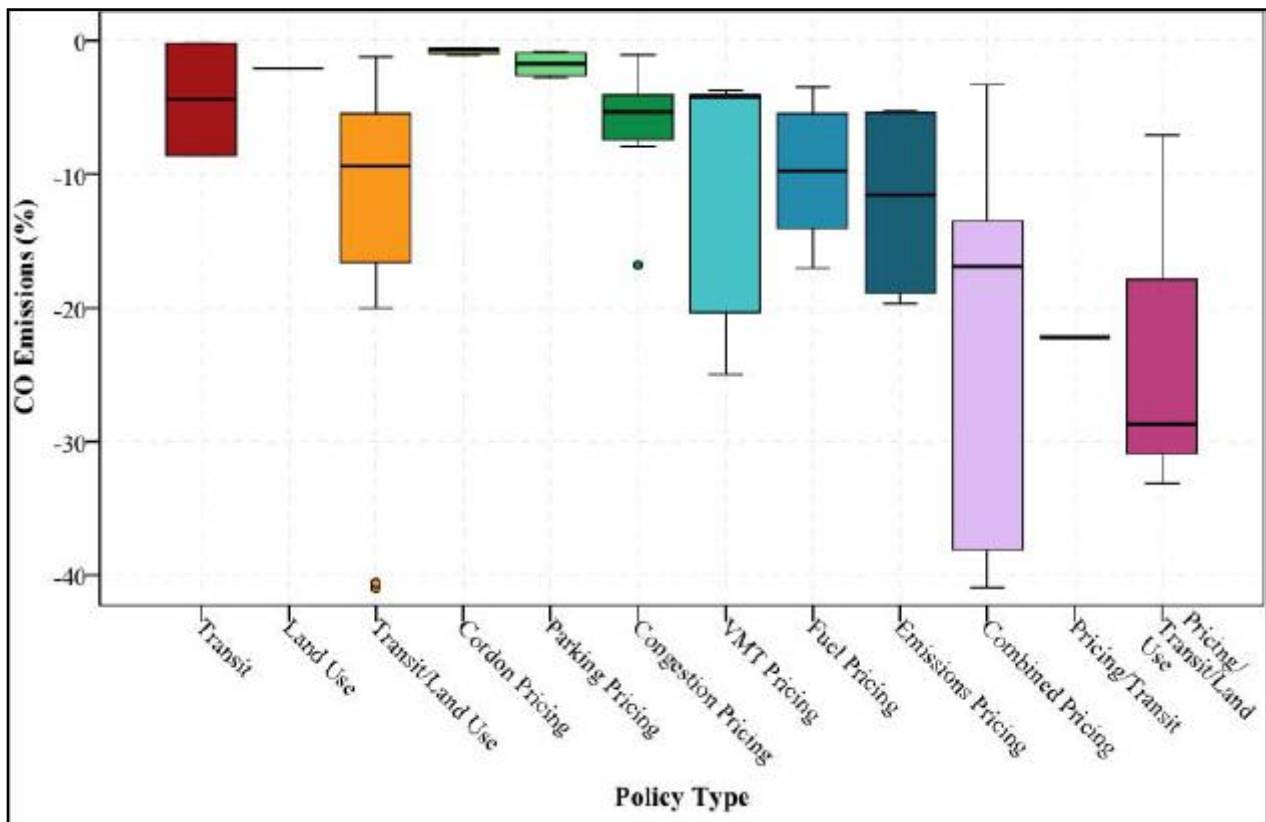 CO Emissions (%)
0
-10
-20
-30
-40
Transit
Land Use
Transit/Land Use
Cordon Pricing
Parking Pricing
Congestion Pricing
VMT Pricing
Fuel Pricing
Emissions Pricing
Combined Pricing
Pricing/Transit
Pricing/
Transit/Land
Use
Policy Type